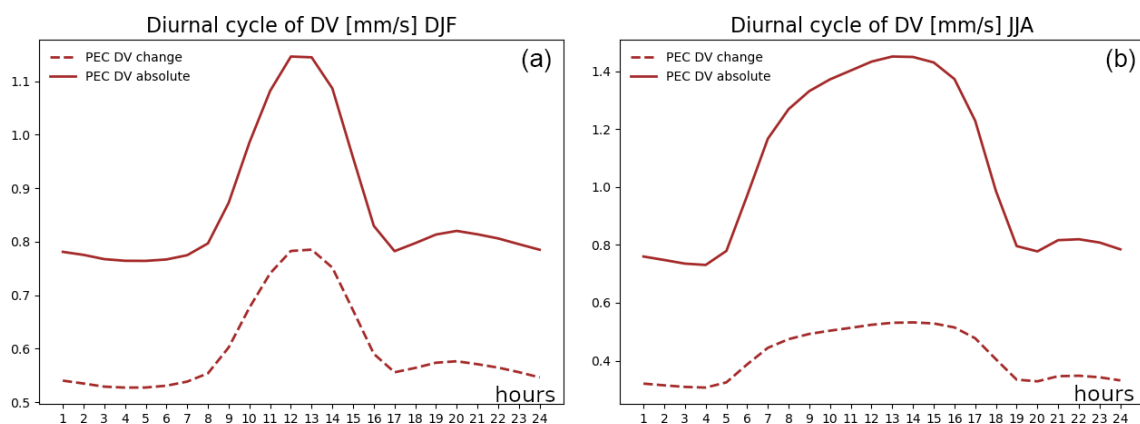 Diurnal cycle of DV [mm/s] DJF
PEC DV change
PEC DV absolute
(a)
1.1
1.0
0.9
0.8
0.7
0.6
0.5
hours
1 2 3 4 5 6 7 8 9 10 11 12 13 14 15 16 17 18 19 20 21 22 23 24
Diurnal cycle of DV [mm/s] JJA
PEC DV change
PEC DV absolute
(b)
1.4
1.2
1.0
0.8
0.6
0.4
hours
1 2 3 4 5 6 7 8 9 10 11 12 13 14 15 16 17 18 19 20 21 22 23 24